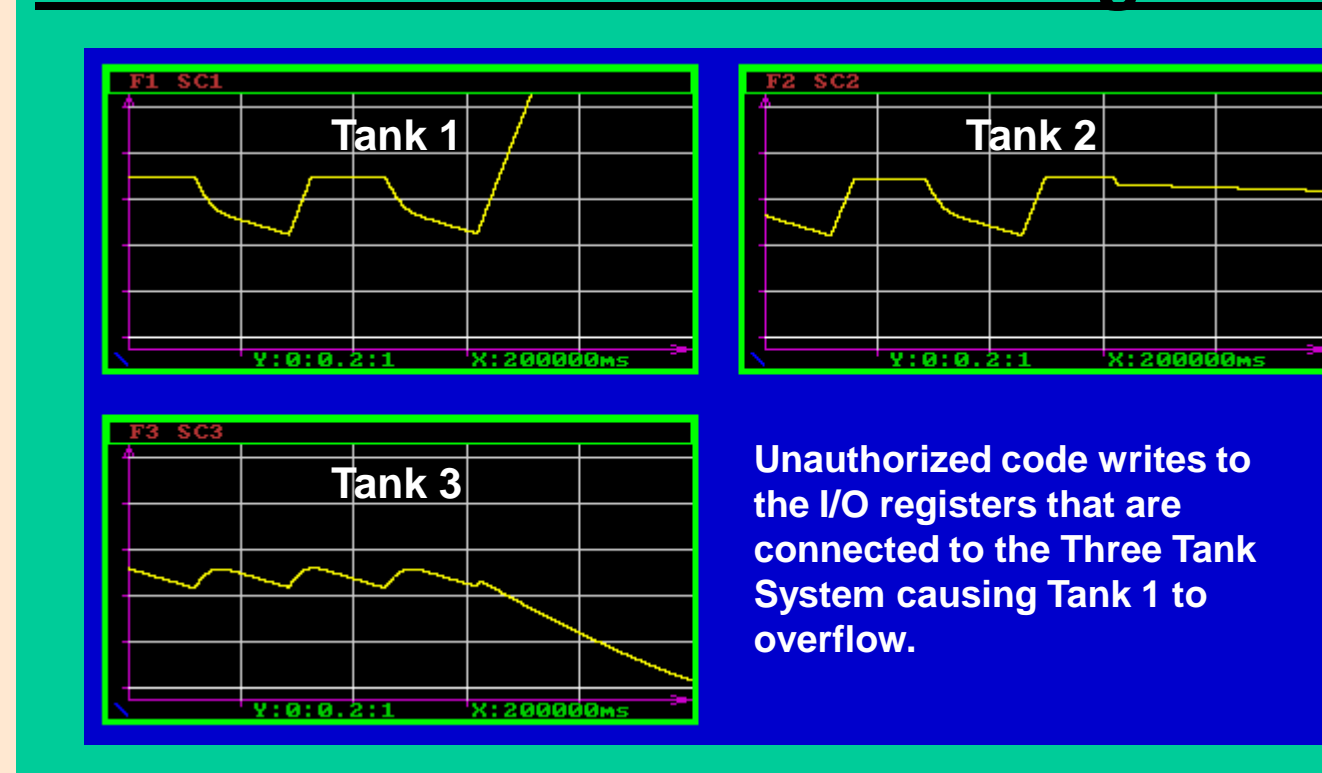 F1 SC1
Tank 1
Y:0:0.2:1 X:200000ms
F2 SC2
Tank 2
Y:0:0.2:1 X:200000ms
F3 SC3
Tank 3
Y:0:0.2:1 X:200000ms
Unauthorized code writes to
the I/O registers that are
connected to the Three Tank
System causing Tank 1 to
overflow.